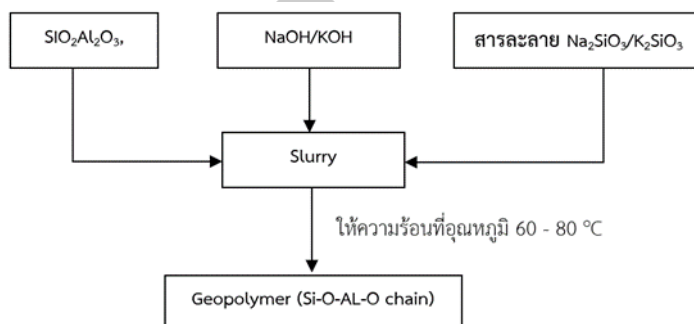 SIO₂Al₂O₃,
NaOH/KOH
สารละลาย Na₂SiO₃/K₂SiO₃
Slurry
ให้ความร้อนที่อุณหภูมิ 60 - 80 °C
Geopolymer (Si-O-AL-O chain)